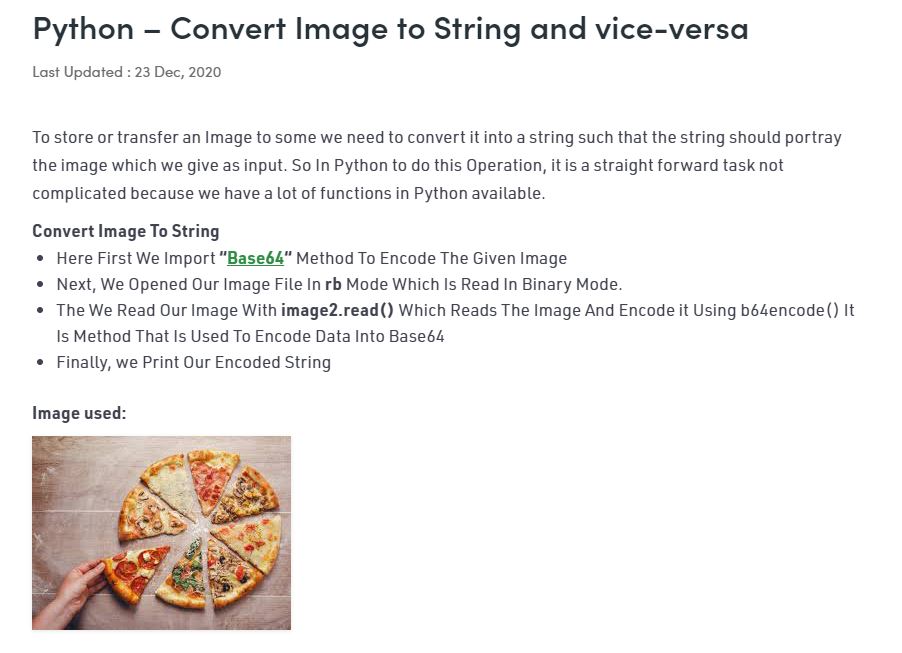 Python – Convert Image to String and vice-versa
Last Updated : 23 Dec, 2020
To store or transfer an Image to some we need to convert it into a string such that the string should portray
the image which we give as input. So In Python to do this Operation, it is a straight forward task not
complicated because we have a lot of functions in Python available.
Convert Image To String
• Here First We Import “Base64“ Method To Encode The Given Image
• Next, We Opened Our Image File In rb Mode Which Is Read In Binary Mode.
• The We Read Our Image With image2.read() Which Reads The Image And Encode it Using b64encode() It
Is Method That Is Used To Encode Data Into Base64
• Finally, we Print Our Encoded String
Image used: